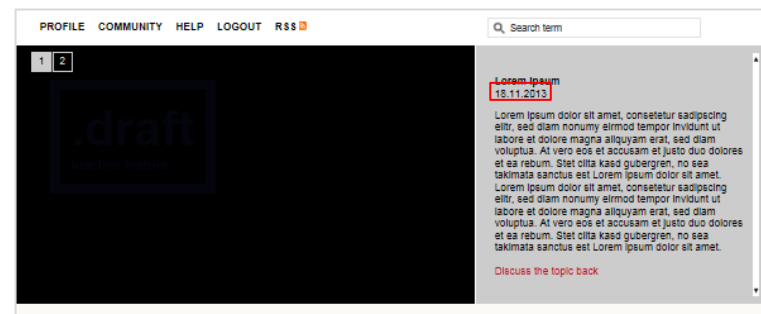 PROFILE COMMUNITY HELP LOGOUT RSS
Search term
1 2
.draft
Lorem Ipsum
18.11.2013
Lorem ipsum dolor sit amet, consetetur sadipscing
elitr, sed diam nonumy eirmod tempor invidunt ut
labore et dolore magna aliquyam erat, sed diam
voluptua. At vero eos et accusam et justo duo dolores
et ea rebum. Stet clita kasd gubergren, no sea
takimata sanctus est Lorem ipsum dolor sit amet.
Lorem ipsum dolor sit amet, consetetur sadipscing
elitr, sed diam nonumy eirmod tempor invidunt ut
labore et dolore magna aliquyam erat, sed diam
voluptua. At vero eos et accusam et justo duo dolores
et ea rebum. Stet clita kasd gubergren, no sea
takimata sanctus est Lorem ipsum dolor sit amet.
Discuss the topic back